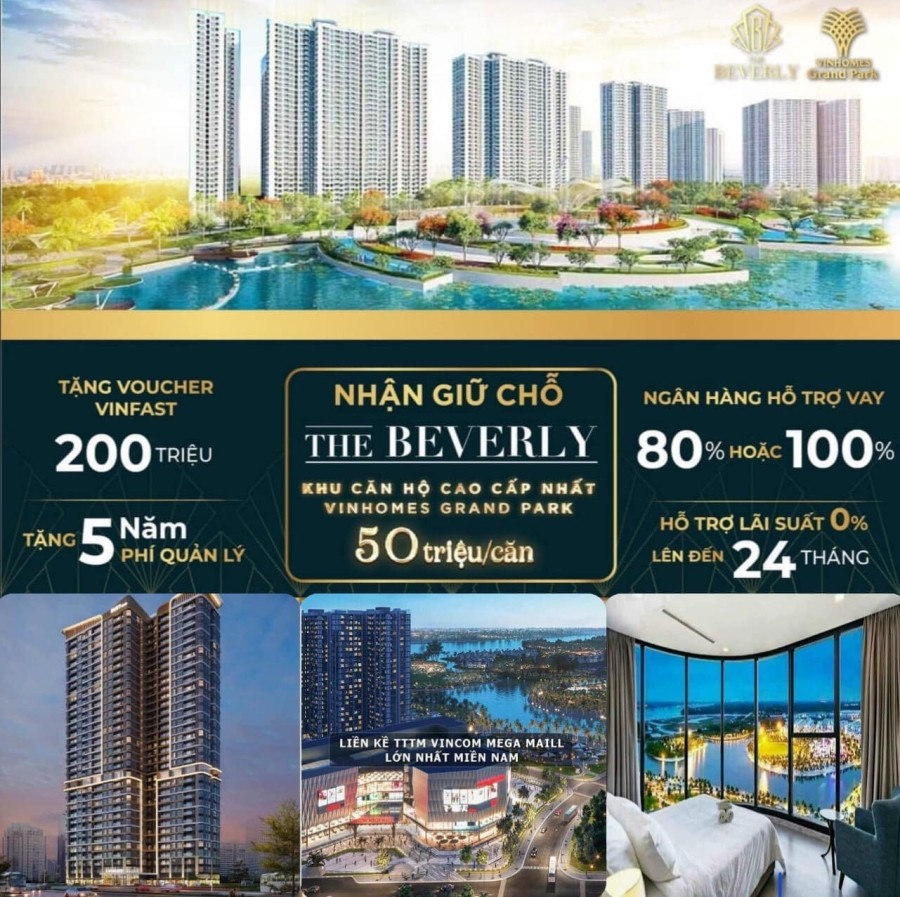 THE
BEVERLY
VINHOMES
Grand Park
TẶNG VOUCHER
VINFAST
200 TRIỆU
TẶNG 5 Năm
PHÍ QUẢN LÝ
NHẬN GIỮ CHỖ
THE BEVERLY
KHU CĂN HỘ CAO CẤP NHẤT
VINHOMES GRAND PARK
50 triệu/căn
NGÂN HÀNG HỖ TRỢ VAY
80% HOẶC 100%
HỖ TRỢ LÃI SUẤT 0%
LÊN ĐẾN 24 THÁNG
LIỀN KỀ TTTM VINCOM MEGA MAILL
LỚN NHẤT MIỀN NAM